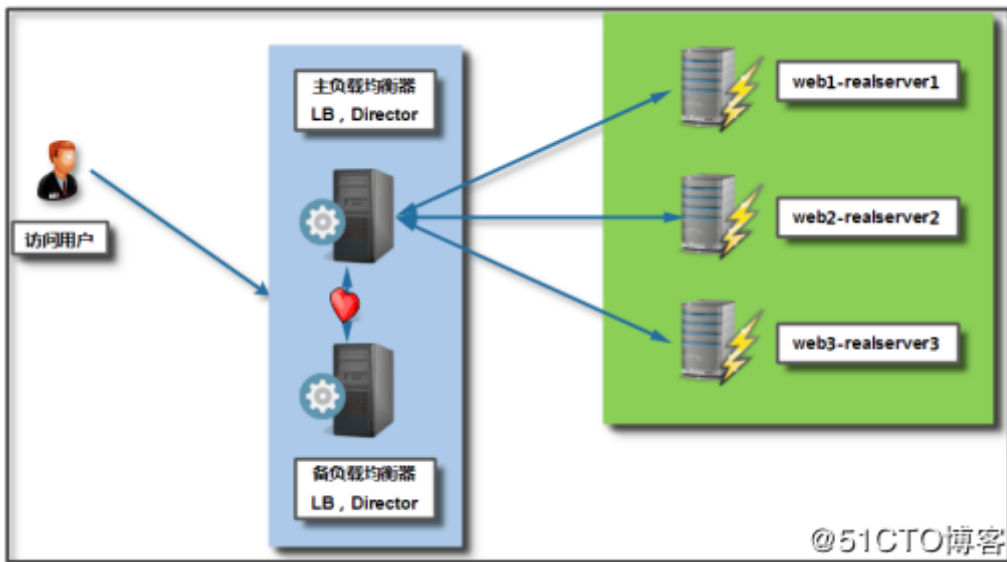 主负载均衡器
LB , Director
web1-realserver1
访问用户
web2-realserver2
web3-realserver3
备负载均衡器
LB , Director
@51CTO博客